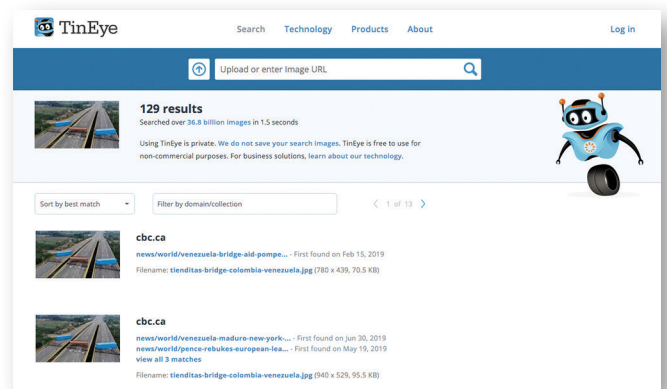 TinEye
Search Technology Products About
Log in
Upload or enter Image URL
129 results
Searched over 36.8 billion images in 1.5 seconds
Using TinEye is private. We do not save your search images. TinEye is free to use for
non-commercial purposes. For business solutions, learn about our technology.
Sort by best match
Filter by domain/collection
< 1 of 13 >
cbc.ca
news/world/venezuela-bridge-aid-pompe... - First found on Feb 15, 2019
Filename: tienditas-bridge-colombia-venezuela.jpg (780 x 439, 70.5 KB)
cbc.ca
news/world/venezuela-maduro-new-york-... - First found on Jun 30, 2019
news/world/pence-rebukes-european-lea... - First found on May 19, 2019
view all 3 matches
Filename: tienditas-bridge-colombia-venezuela.jpg (940 x 529, 95.5 KB)